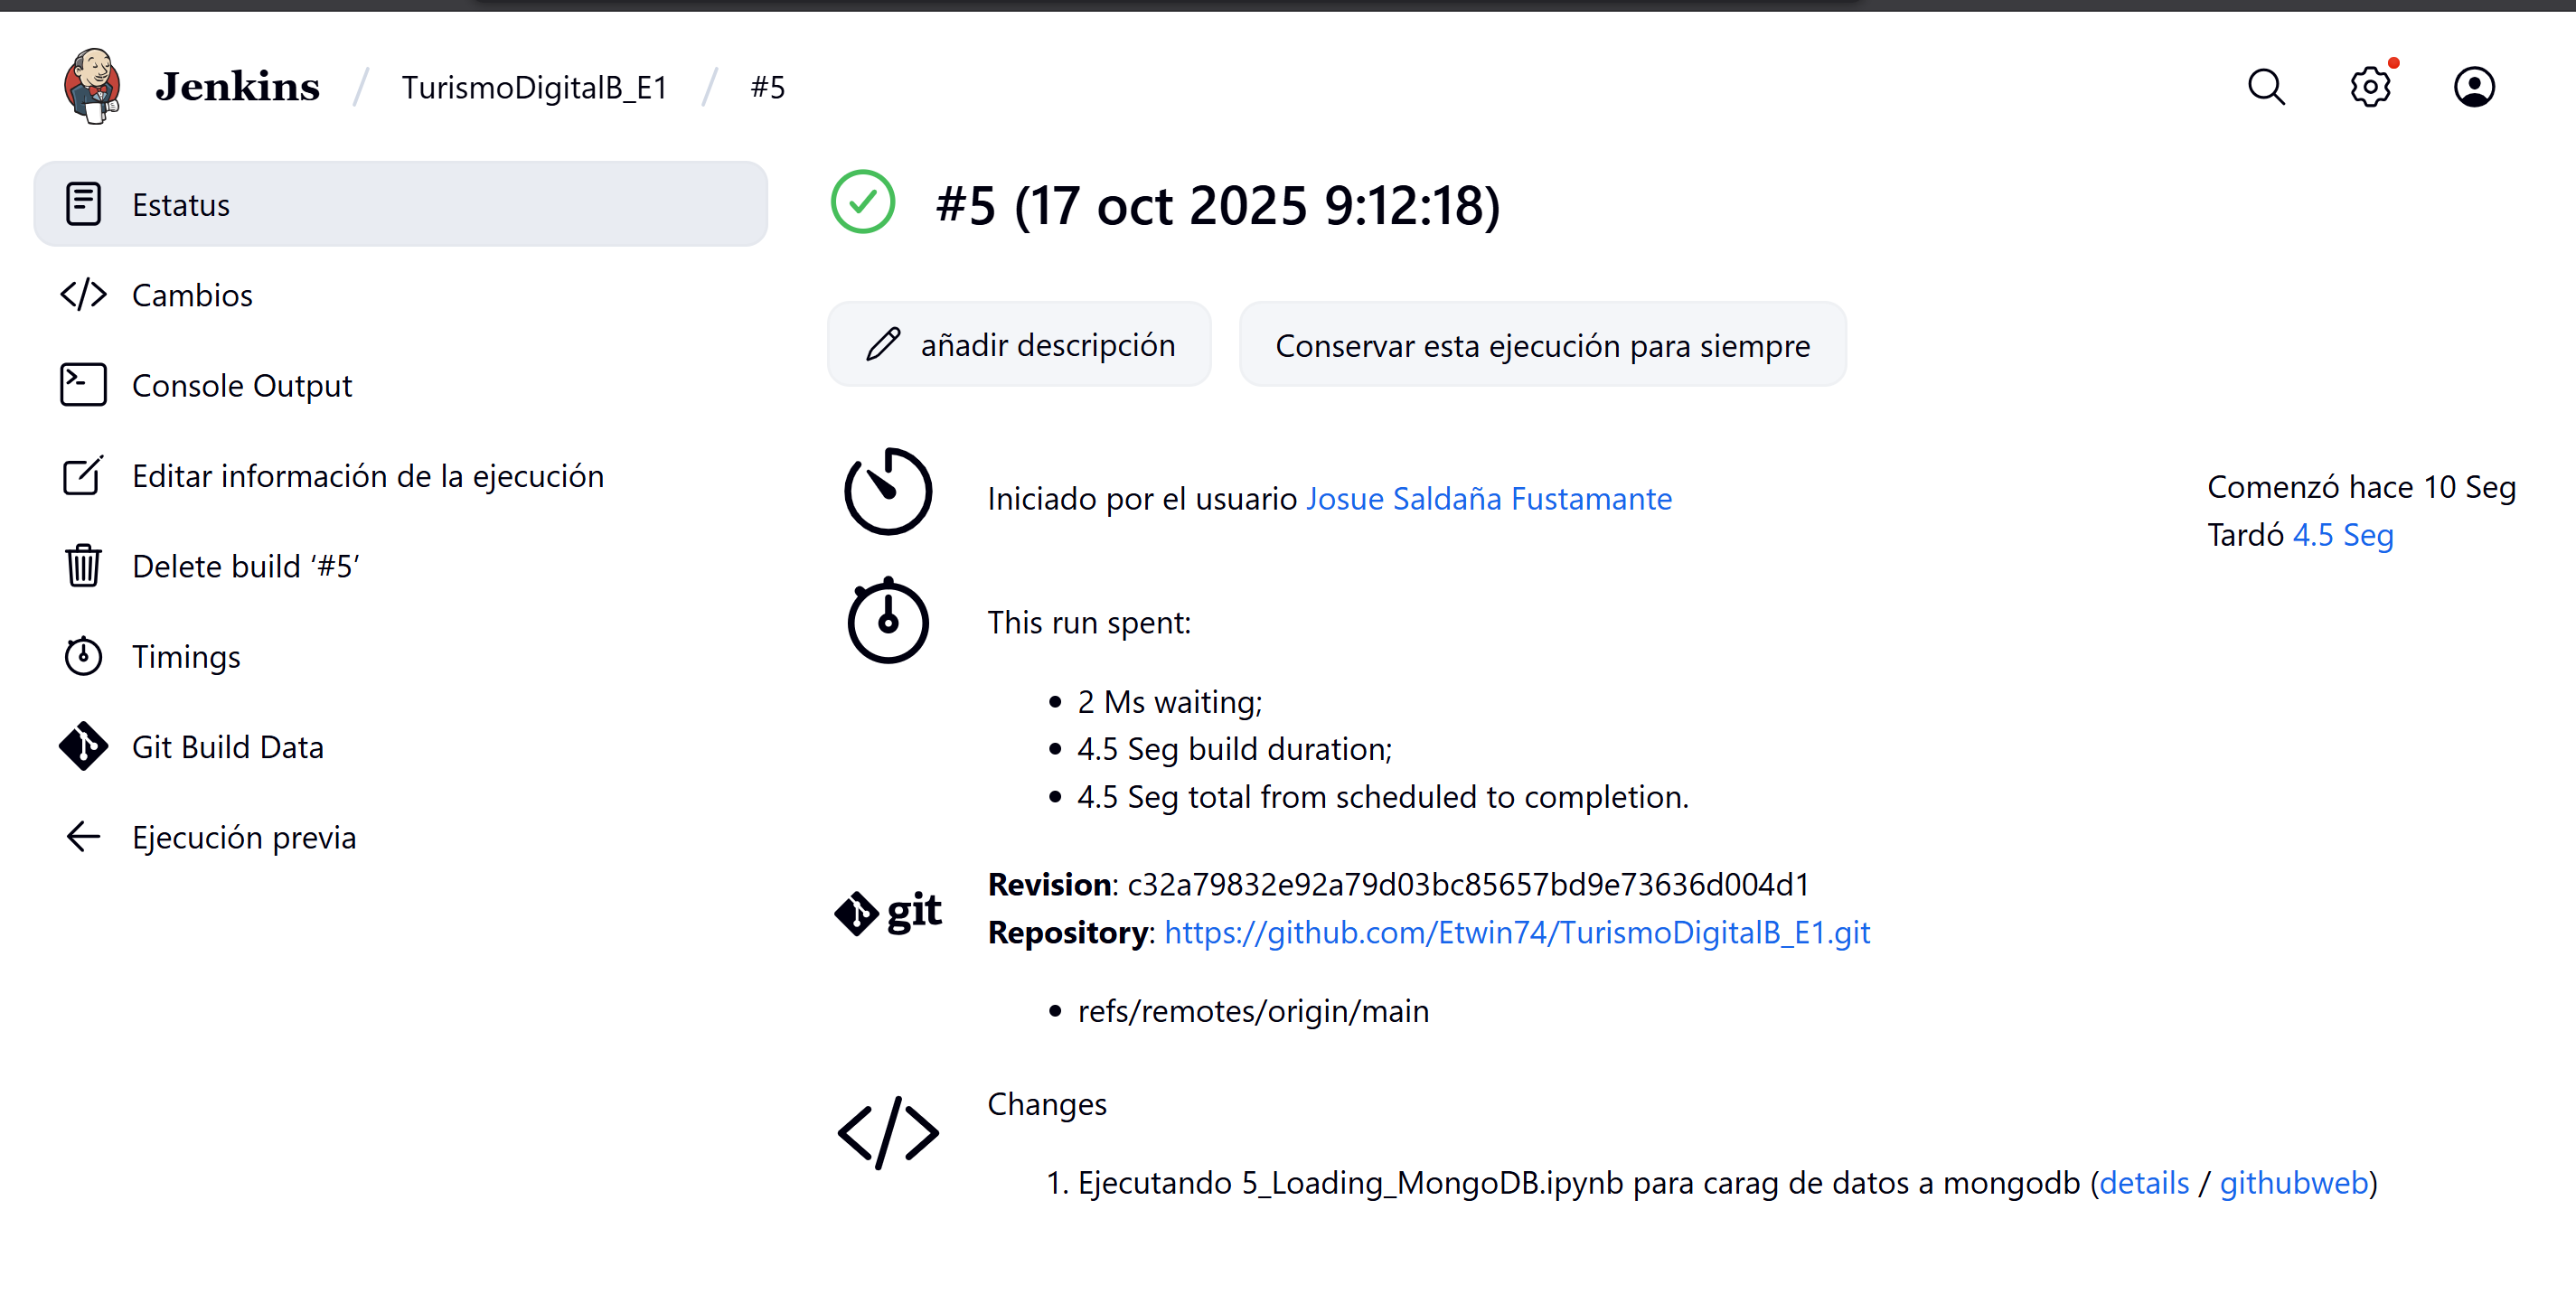 Jenkins / TurismoDigitalB_E1 / #5
Estatus
Cambios
Console Output
Editar información de la ejecución
Delete build ‘#5’
Timings
Git Build Data
Ejecución previa
#5 (17 oct 2025 9:12:18)
añadir descripción
Conservar esta ejecución para siempre
Iniciado por el usuario Josue Saldaña Fustamante
Comenzó hace 10 Seg
Tardó 4.5 Seg
This run spent:
2 Ms waiting;
4.5 Seg build duration;
4.5 Seg total from scheduled to completion.
git
Revision: c32a79832e92a79d03bc85657bd9e73636d004d1
Repository: https://github.com/Etwin74/TurismoDigitalB_E1.git
refs/remotes/origin/main
Changes
1. Ejecutando 5_Loading_MongoDB.ipynb para carag de datos a mongodb (details / githubweb)